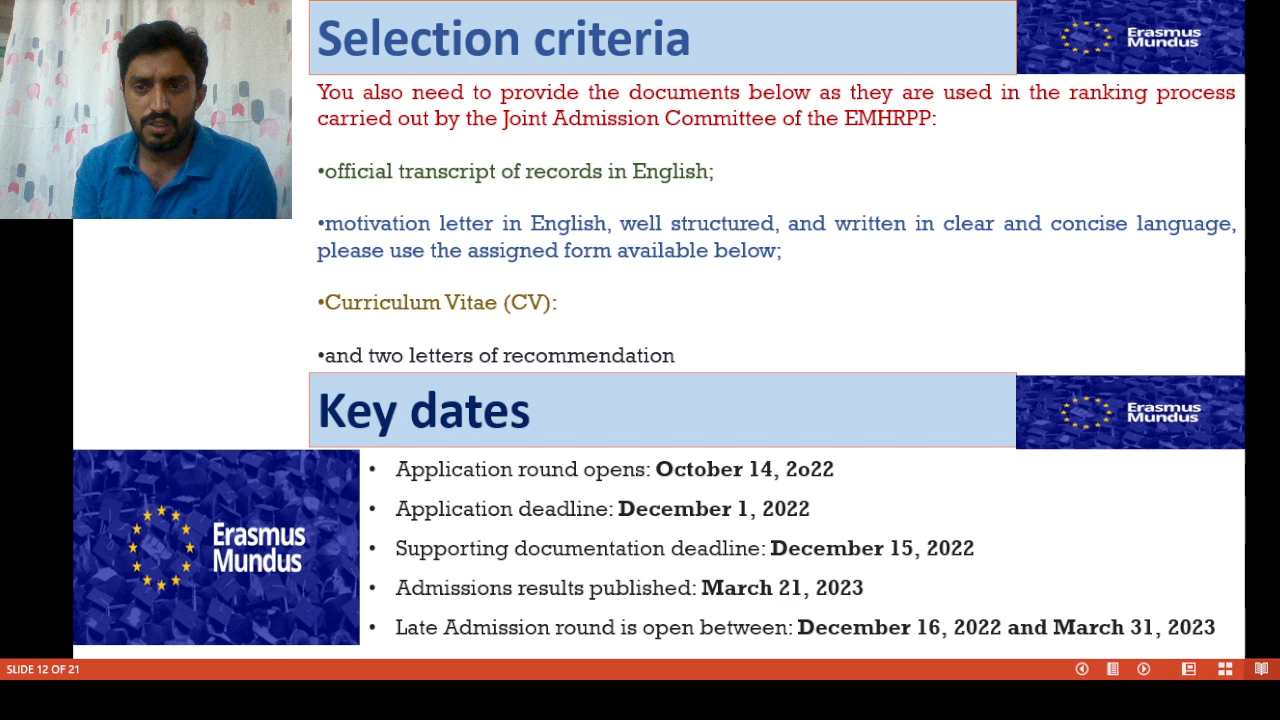 Selection criteria
Erasmus
Mundus
You also need to provide the documents below as they are used in the ranking process
carried out by the Joint Admission Committee of the EMHRPP:
•official transcript of records in English;
•motivation letter in English, well structured, and written in clear and concise language,
please use the assigned form available below;
•Curriculum Vitae (CV):
•and two letters of recommendation
Key dates
Erasmus
Mundus
• Application round opens: October 14, 2o22
• Application deadline: December 1, 2022
• Supporting documentation deadline: December 15, 2022
• Admissions results published: March 21, 2023
• Late Admission round is open between: December 16, 2022 and March 31, 2023
Erasmus
Mundus
SLIDE 12 OF 21